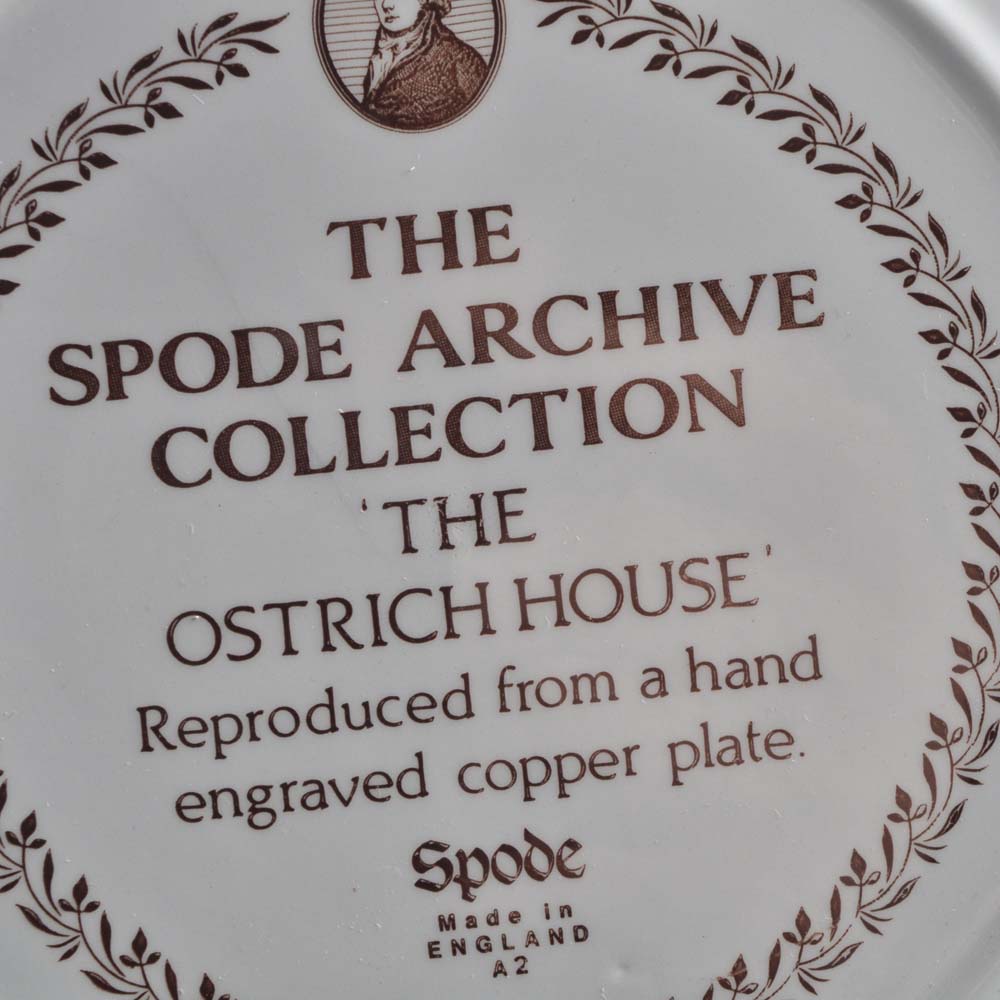 THE
SPODE ARCHIVE
COLLECTION
'THE
OSTRICH HOUSE'
Reproduced from a hand
engraved copper plate.
Spode
Made in
ENGLAND
A2